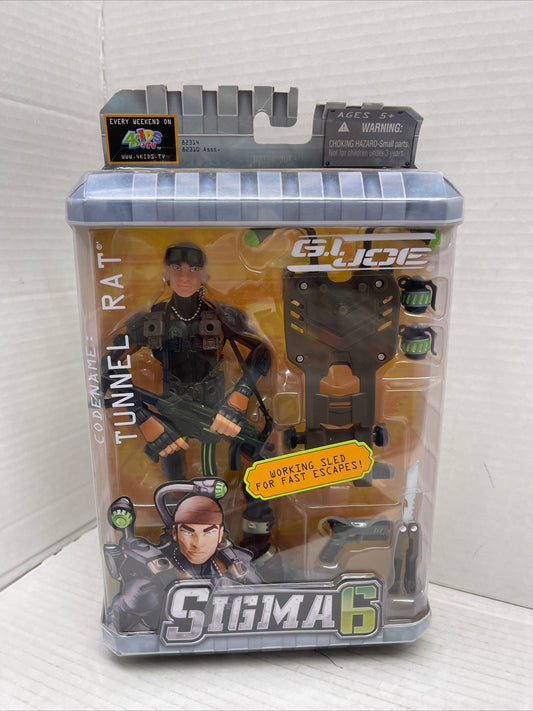 EVERY WEEKEND ON
4KiDS
TV™
WWW.4KIDS.TV
82314
82310 Asst.
AGES 5+
WARNING:
CHOKING HAZARD-Small parts.
Not for children under 3 years.
G.I. JOE
CODENAME:
TUNNEL RAT®
WORKING SLED
FOR FAST ESCAPES!
SIGMA 6